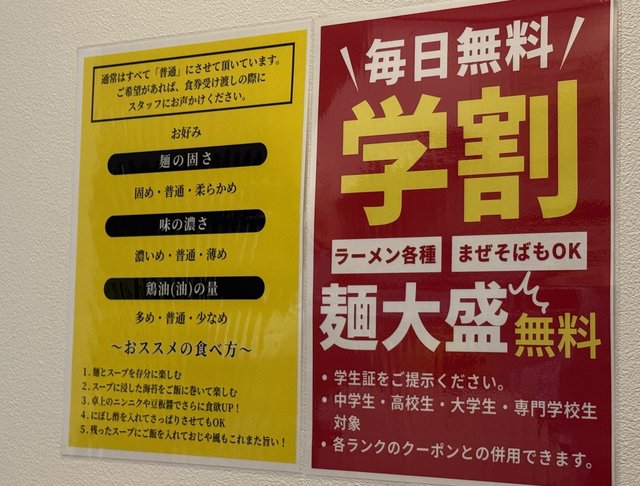 通常はすべて「普通」にさせて頂いています。
ご希望があれば、食券受け渡しの際に
スタッフにお声かけください。
お好み
麺の固さ
固め・普通・柔らかめ
味の濃さ
濃いめ・普通・薄め
鶏油(油)の量
多め・普通・少なめ
～おススメの食べ方～
1．麺とスープを存分に楽しむ
2．スープに浸した海苔をご飯に巻いて楽しむ
3．卓上のニンニクや豆板醬でさらに食欲UP！
4．にぼし酢を入れてさっぱりさせてもOK
5．残ったスープにご飯を入れておじや風もこれまた旨い！
毎日無料
学割
ラーメン各種 まぜそばもOK
麺大盛無料
・学生証をご提示ください。
・中学生・高校生・大学生・専門学校生
対象
・各ランクのクーポンとの併用できます。